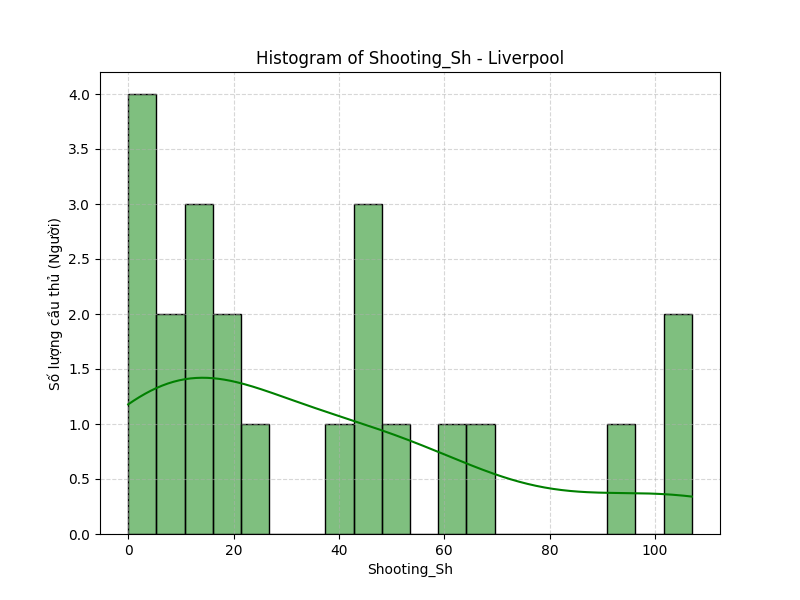 Histogram of Shooting_Sh - Liverpool
4.0
3.5
3.0
2.5
2.0
1.5
1.0
0.5
0.0
Số lượng cầu thủ (Người)
0 20 40 60 80 100
Shooting_Sh